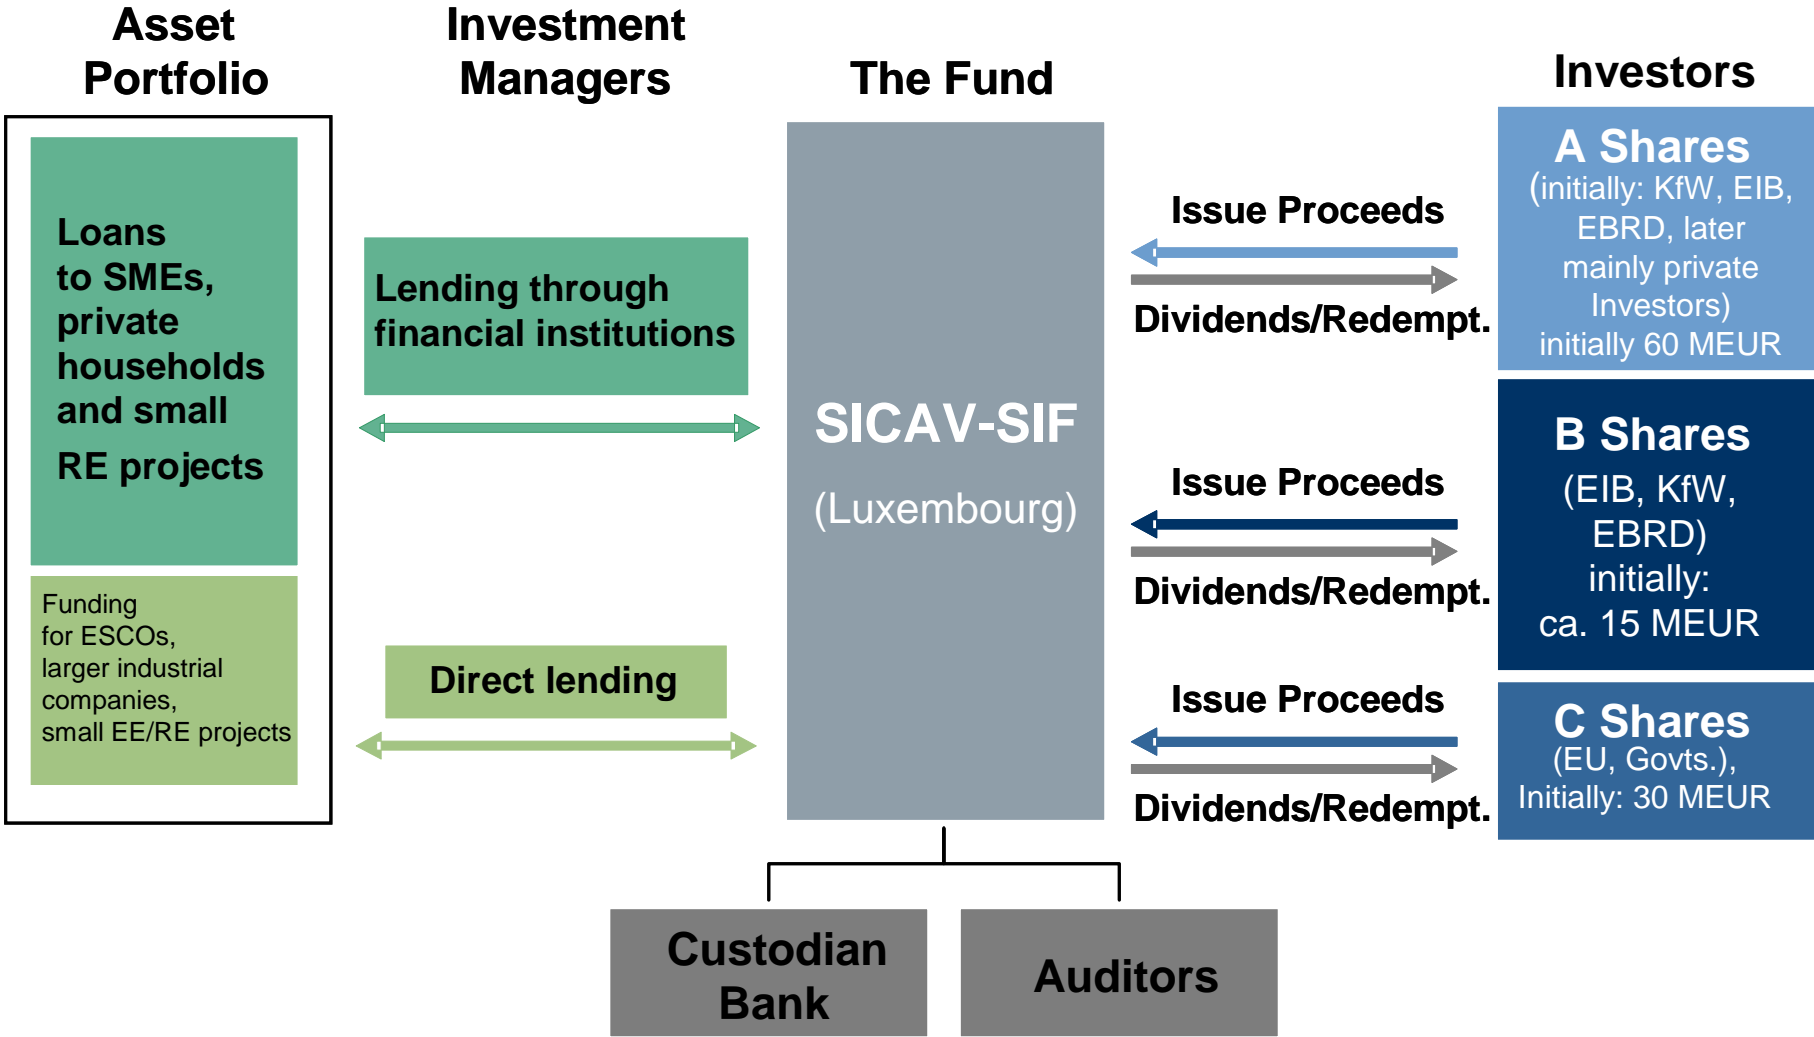 Asset
Portfolio
Investment
Managers
The Fund
Investors
Loans
to SMEs,
private
households
and small
RE projects
Funding
for ESCOs,
larger industrial
companies,
small EE/RE projects
Lending through
financial institutions
Direct lending
SICAV-SIF
(Luxembourg)
Issue Proceeds
Dividends/Redempt.
Issue Proceeds
Dividends/Redempt.
Issue Proceeds
Dividends/Redempt.
A Shares
(initially: KfW, EIB,
EBRD, later
mainly private
Investors)
initially 60 MEUR
B Shares
(EIB, KfW,
EBRD)
initially:
ca. 15 MEUR
C Shares
(EU, Govts.),
Initially: 30 MEUR
Custodian
Bank
Auditors